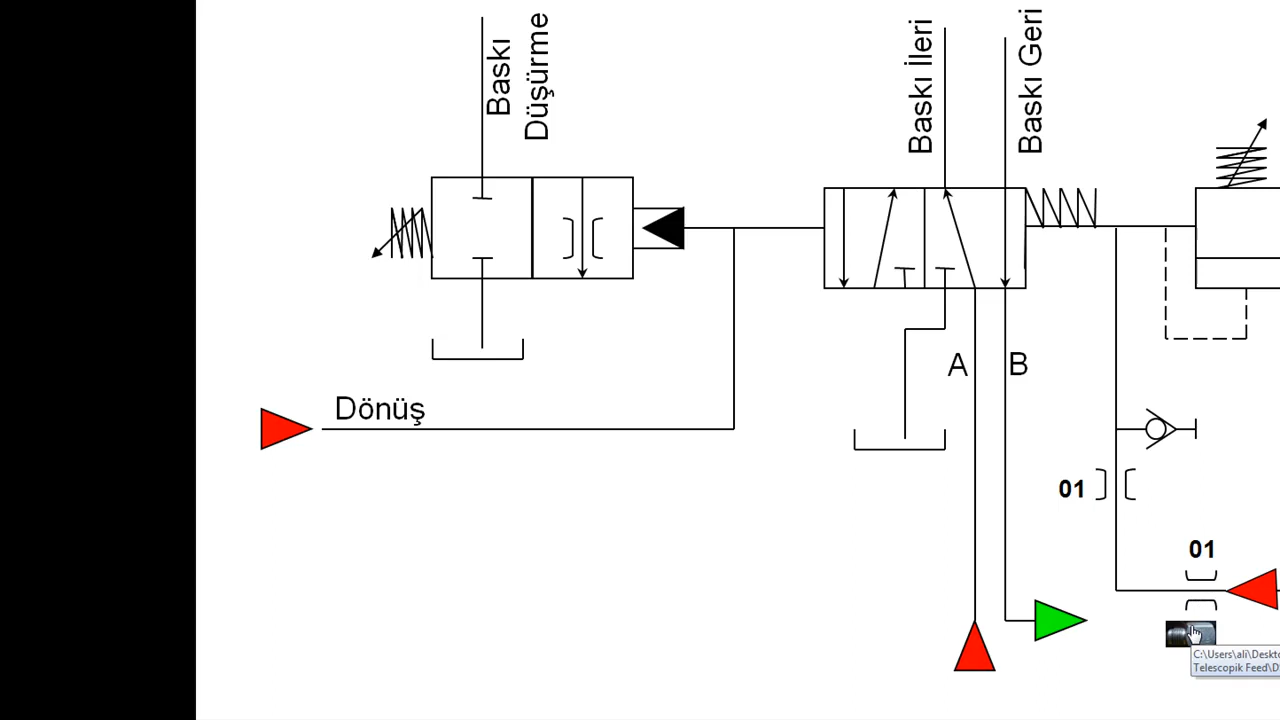 Baskı
Düşürme
Baskı İleri
Baskı Geri
A
B
Dönüş
01
01
C:\Users\ali\Deskto
Telescopik Feed\D